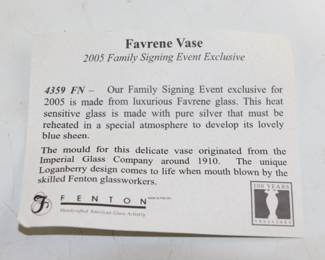 Favrene Vase
2005 Family Signing Event Exclusive
4359 FN – Our Family Signing Event exclusive for
2005 is made from luxurious Favrene glass. This heat
sensitive glass is made with pure silver that must be
reheated in a special atmosphere to develop its lovely
blue sheen.
The mould for this delicate vase originated from the
Imperial Glass Company around 1910. The unique
Loganberry design comes to life when mouth blown by the
skilled Fenton glassworkers.
FENTON
Handcrafted American Glass Artistry
100 YEARS